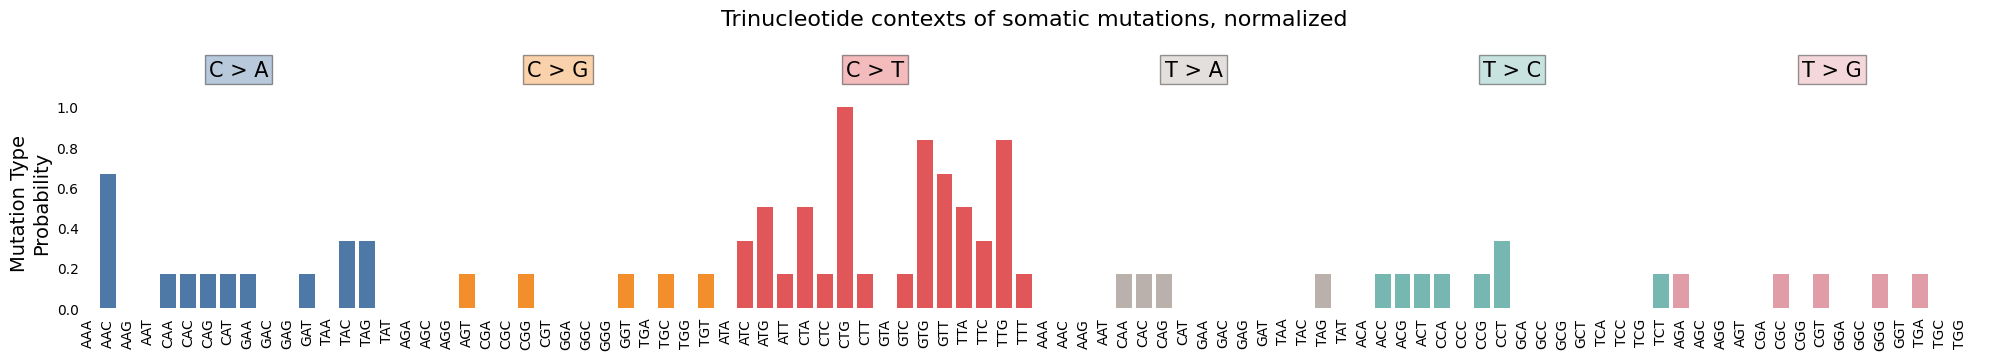 Trinucleotide contexts of somatic mutations, normalized
C > A
C > G
C > T
T > A
T > C
T > G
Mutation Type
Probability
1.0
0.8
0.6
0.4
0.2
0.0
AAA
AAC
AAG
AAT
CAA
CAC
CAG
CAT
GAA
GAC
GAG
GAT
TAA
TAC
TAG
TAT
AGA
AGC
AGG
AGT
CGA
CGC
CGG
CGT
GGA
GGC
GGG
GGT
TGA
TGC
TGG
TGT
ATA
ATC
ATG
ATT
CTA
CTC
CTG
CTT
GTA
GTC
GTG
GTT
TTA
TTC
TTG
TTT
AAA
AAC
AAG
AAT
CAA
CAC
CAG
CAT
GAA
GAC
GAG
GAT
TAA
TAC
TAG
TAT
ACA
ACC
ACG
ACT
CCA
CCC
CCG
CCT
GCA
GCC
GCG
GCT
TCA
TCC
TCG
TCT
AGA
AGC
AGG
AGT
CGA
CGC
CGG
CGT
GGA
GGC
GGG
GGT
TGA
TGC
TGG